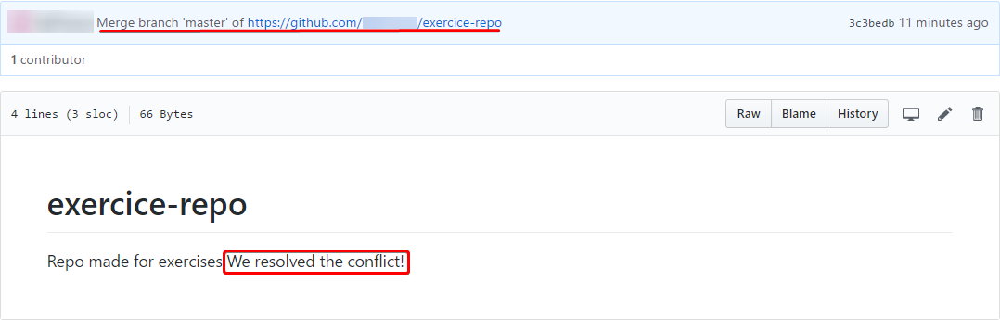 Merge branch 'master' of https://github.com/ /exercice-repo 3c3bedb 11 minutes ago
1 contributor
4 lines (3 sloc) 66 Bytes Raw Blame History
exercice-repo
Repo made for exercises We resolved the conflict!